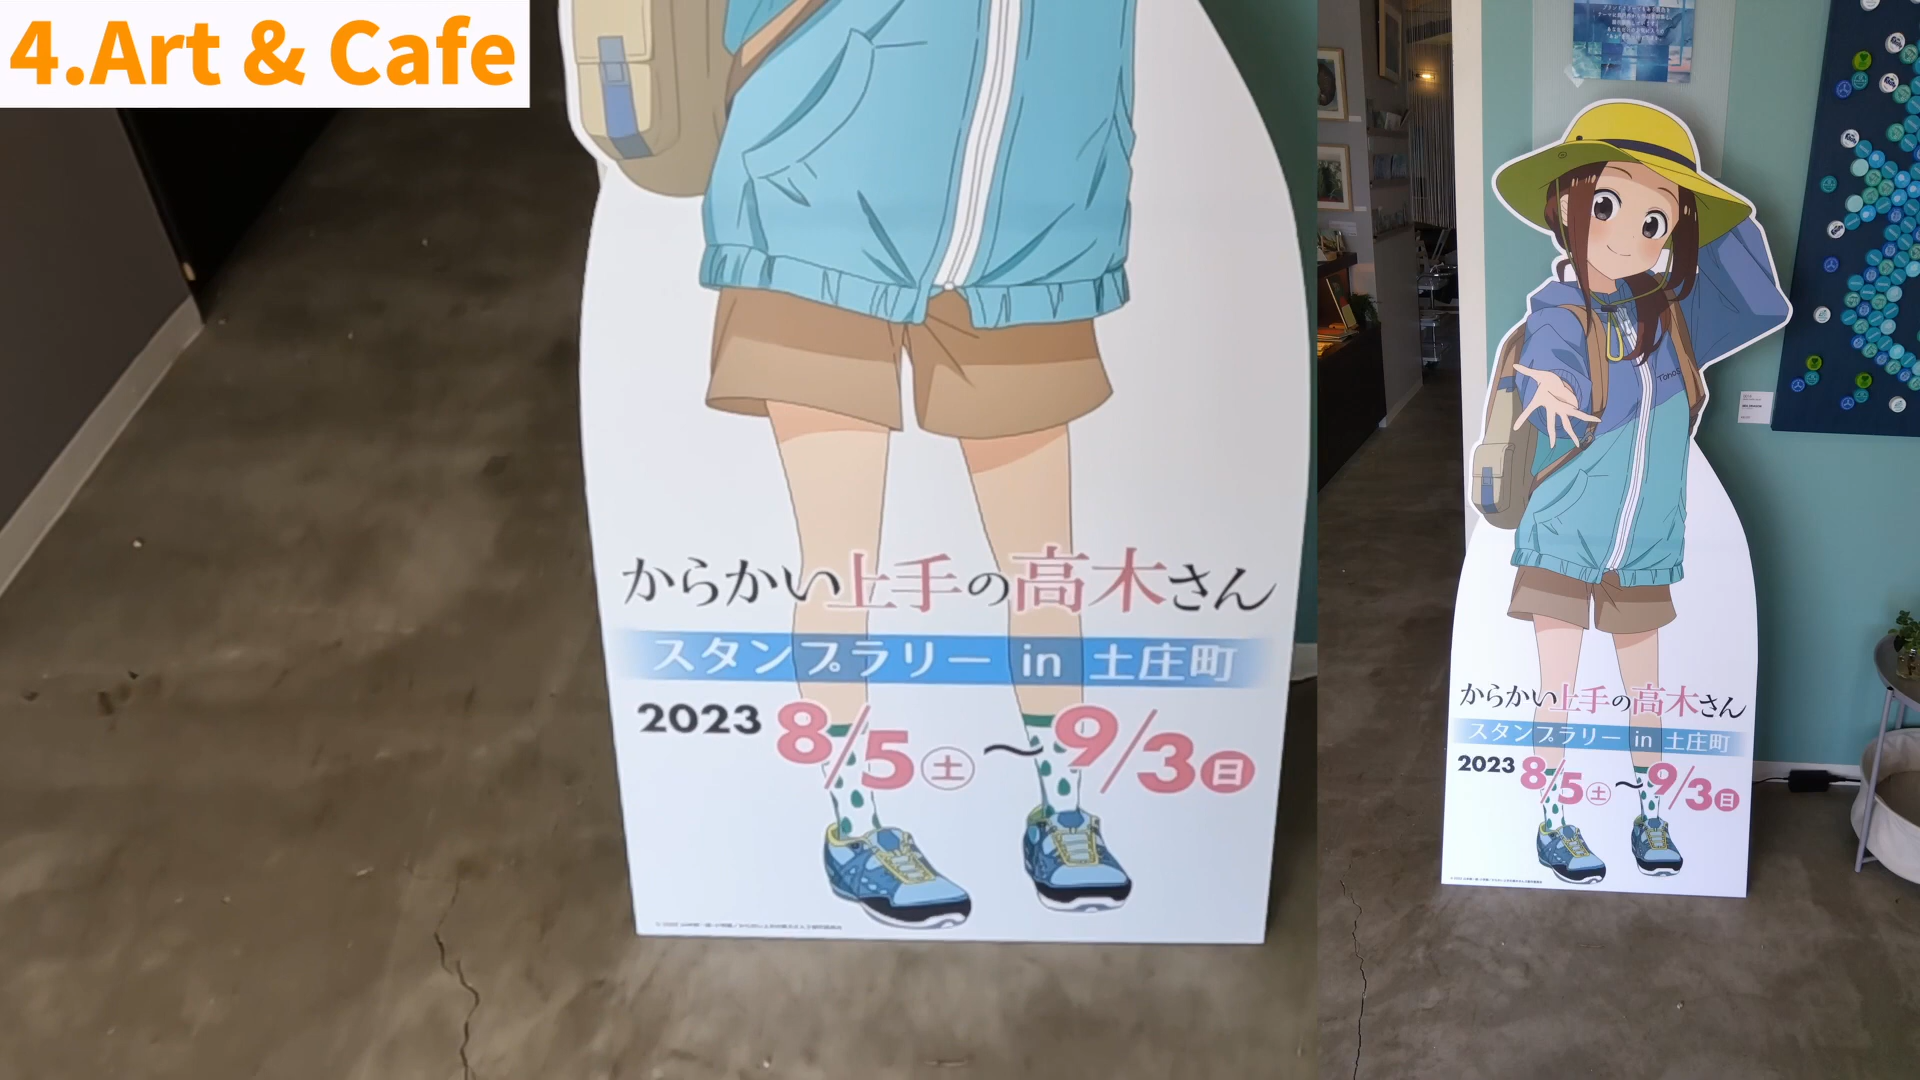 4.Art & Cafe
からかい上手の高木さん
スタンプラリー in 土庄町
2023 8/5㊏~9/3㊐
Tonos
からかい上手の高木さん
スタンプラリー in 土庄町
2023 8/5㊏~9/3㊐